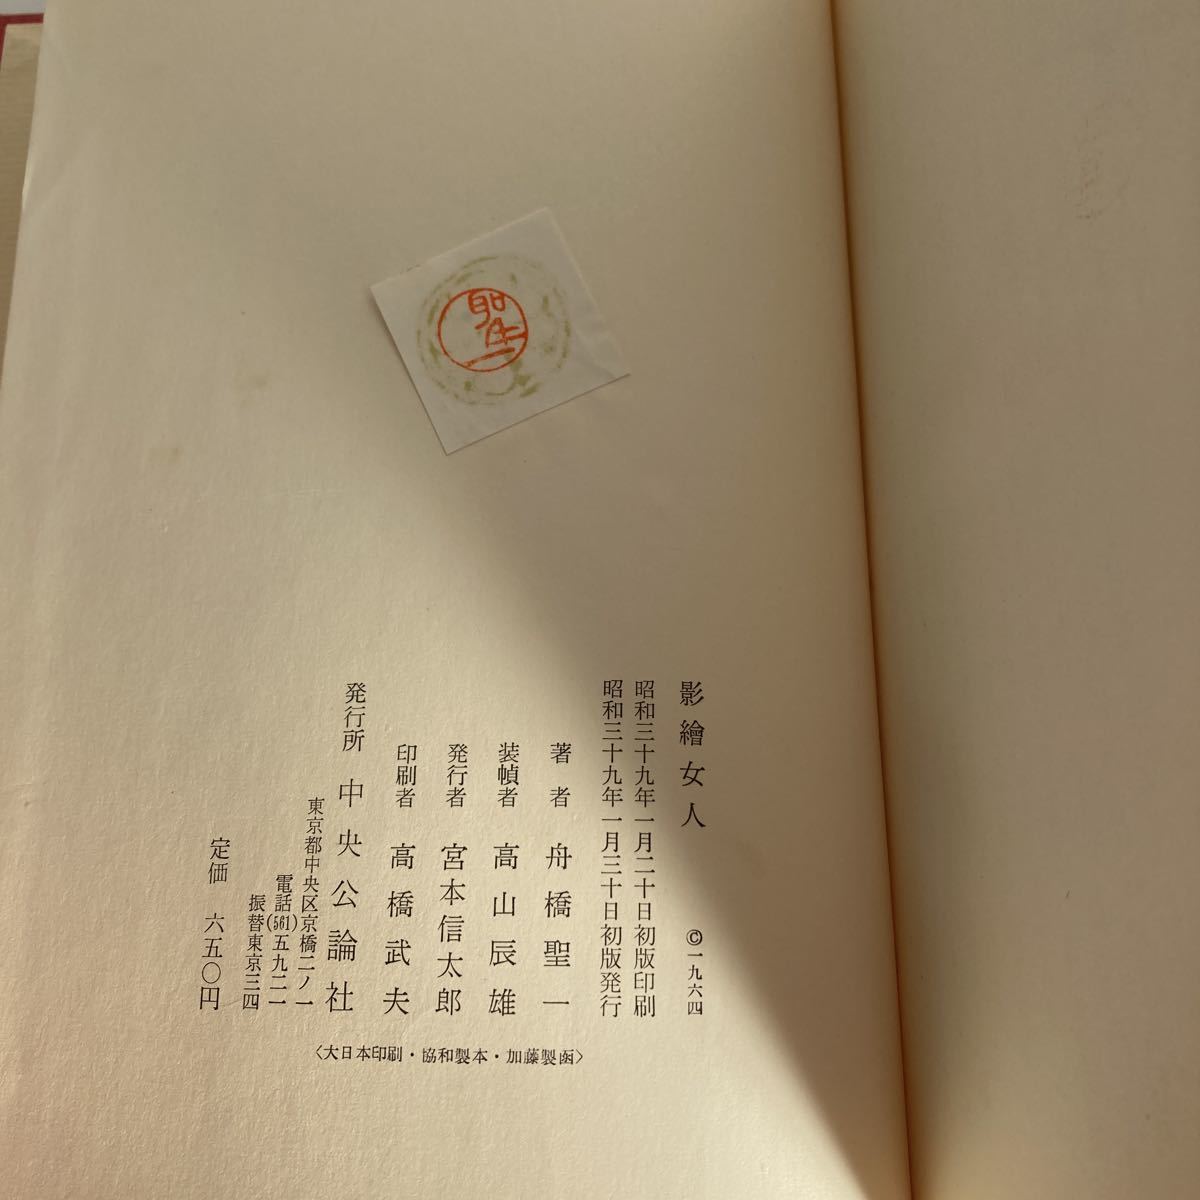 聖一
影繪女人
©一九六四
昭和三十九年一月二十日初版印刷
昭和三十九年一月三十日初版発行
著者 舟橋聖一
装幀者 高山辰雄
発行者 宮本信太郎
印刷者 高橋武夫
発行所 中央公論社
東京都中央区京橋二ノ一
電話(561)五九二一
振替東京三四
定価 六五〇円
〈大日本印刷・協和製本・加藤製函〉